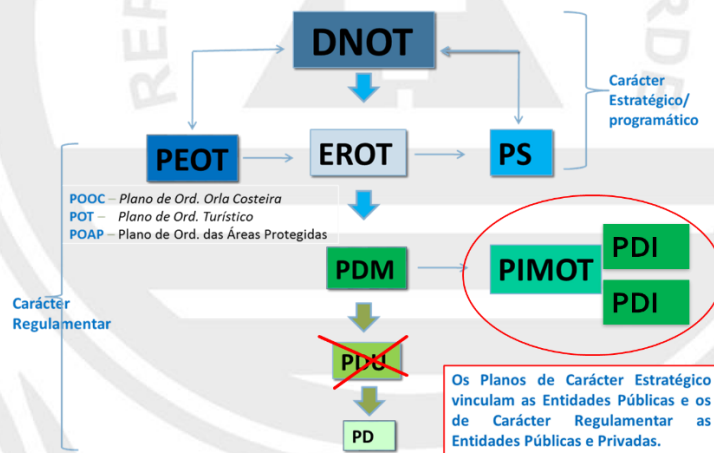 DNOT
Carácter
Estratégico/
programático
PEOT
EROT
PS
POOC – Plano de Ord. Orla Costeira
POT – Plano de Ord. Turístico
POAP – Plano de Ord. das Áreas Protegidas
PDM
PIMOT
PDI
PDI
Carácter
Regulamentar
PDU
PD
Os Planos de Carácter Estratégico
vinculam as Entidades Públicas e os
de Carácter Regulamentar as
Entidades Públicas e Privadas.